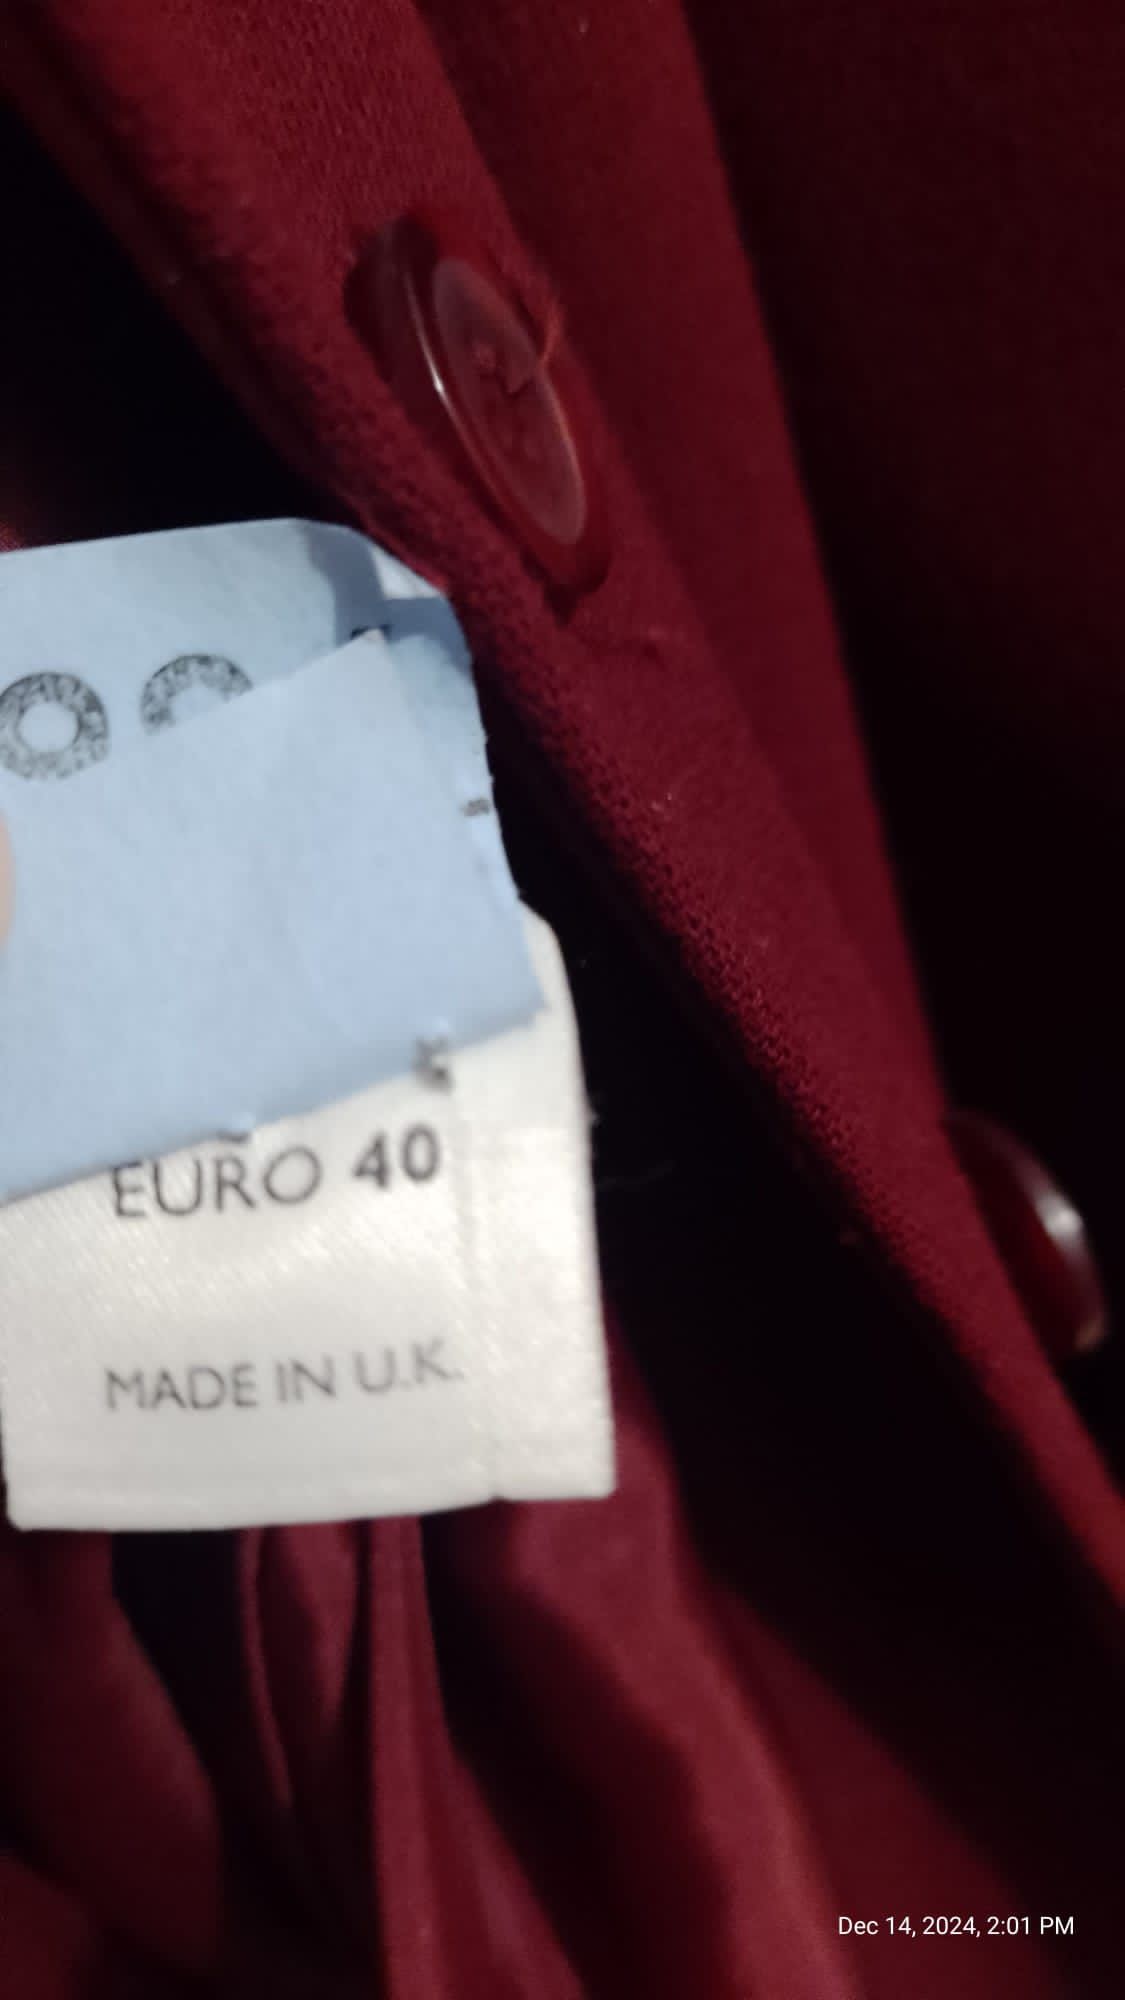 EURO 40
MADE IN U.K.
Dec 14, 2024, 2:01 PM